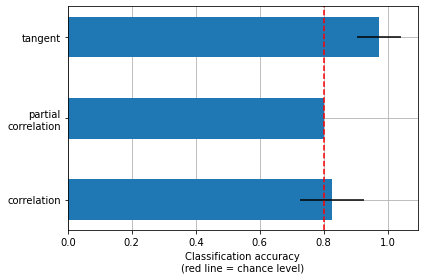 tangent
partial
correlation
correlation
0.0 0.2 0.4 0.6 0.8 1.0
Classification accuracy
(red line = chance level)